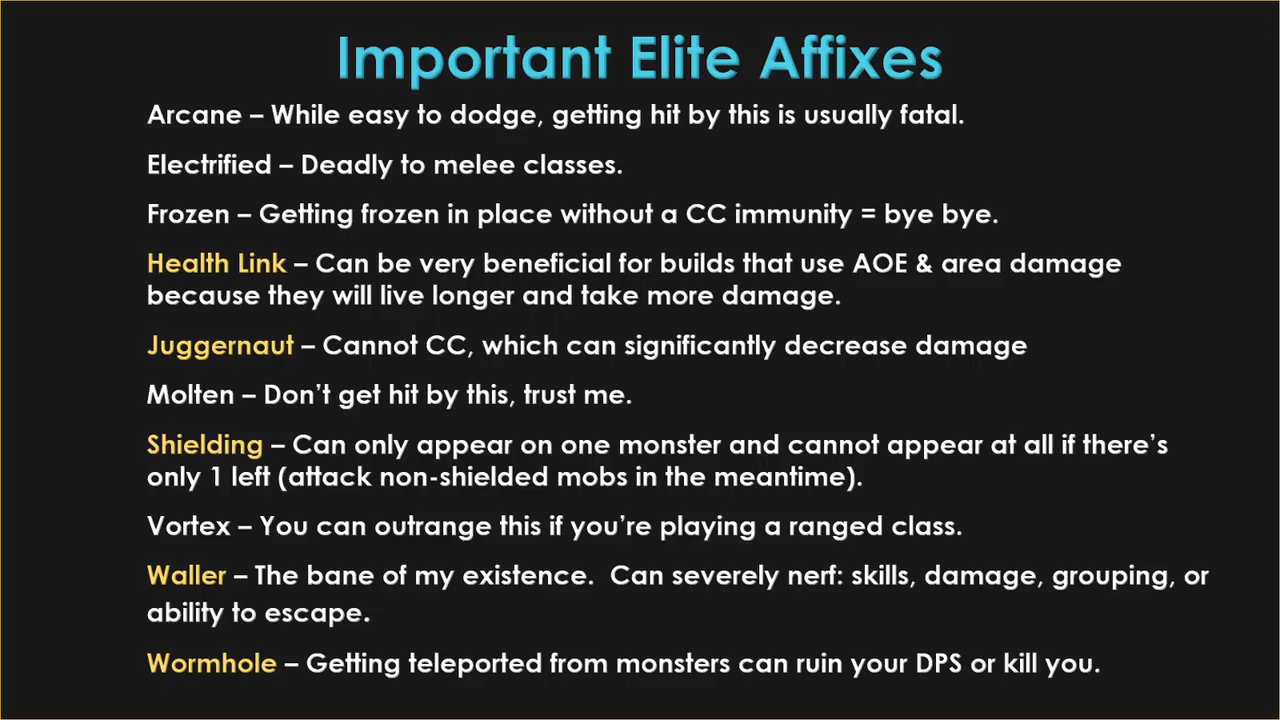 Important Elite Affixes
Arcane – While easy to dodge, getting hit by this is usually fatal.
Electrified – Deadly to melee classes.
Frozen – Getting frozen in place without a CC immunity = bye bye.
Health Link – Can be very beneficial for builds that use AOE & area damage
because they will live longer and take more damage.
Juggernaut – Cannot CC, which can significantly decrease damage
Molten – Don’t get hit by this, trust me.
Shielding – Can only appear on one monster and cannot appear at all if there’s
only 1 left (attack non-shielded mobs in the meantime).
Vortex – You can outrange this if you’re playing a ranged class.
Waller – The bane of my existence.  Can severely nerf: skills, damage, grouping, or
ability to escape.
Wormhole – Getting teleported from monsters can ruin your DPS or kill you.